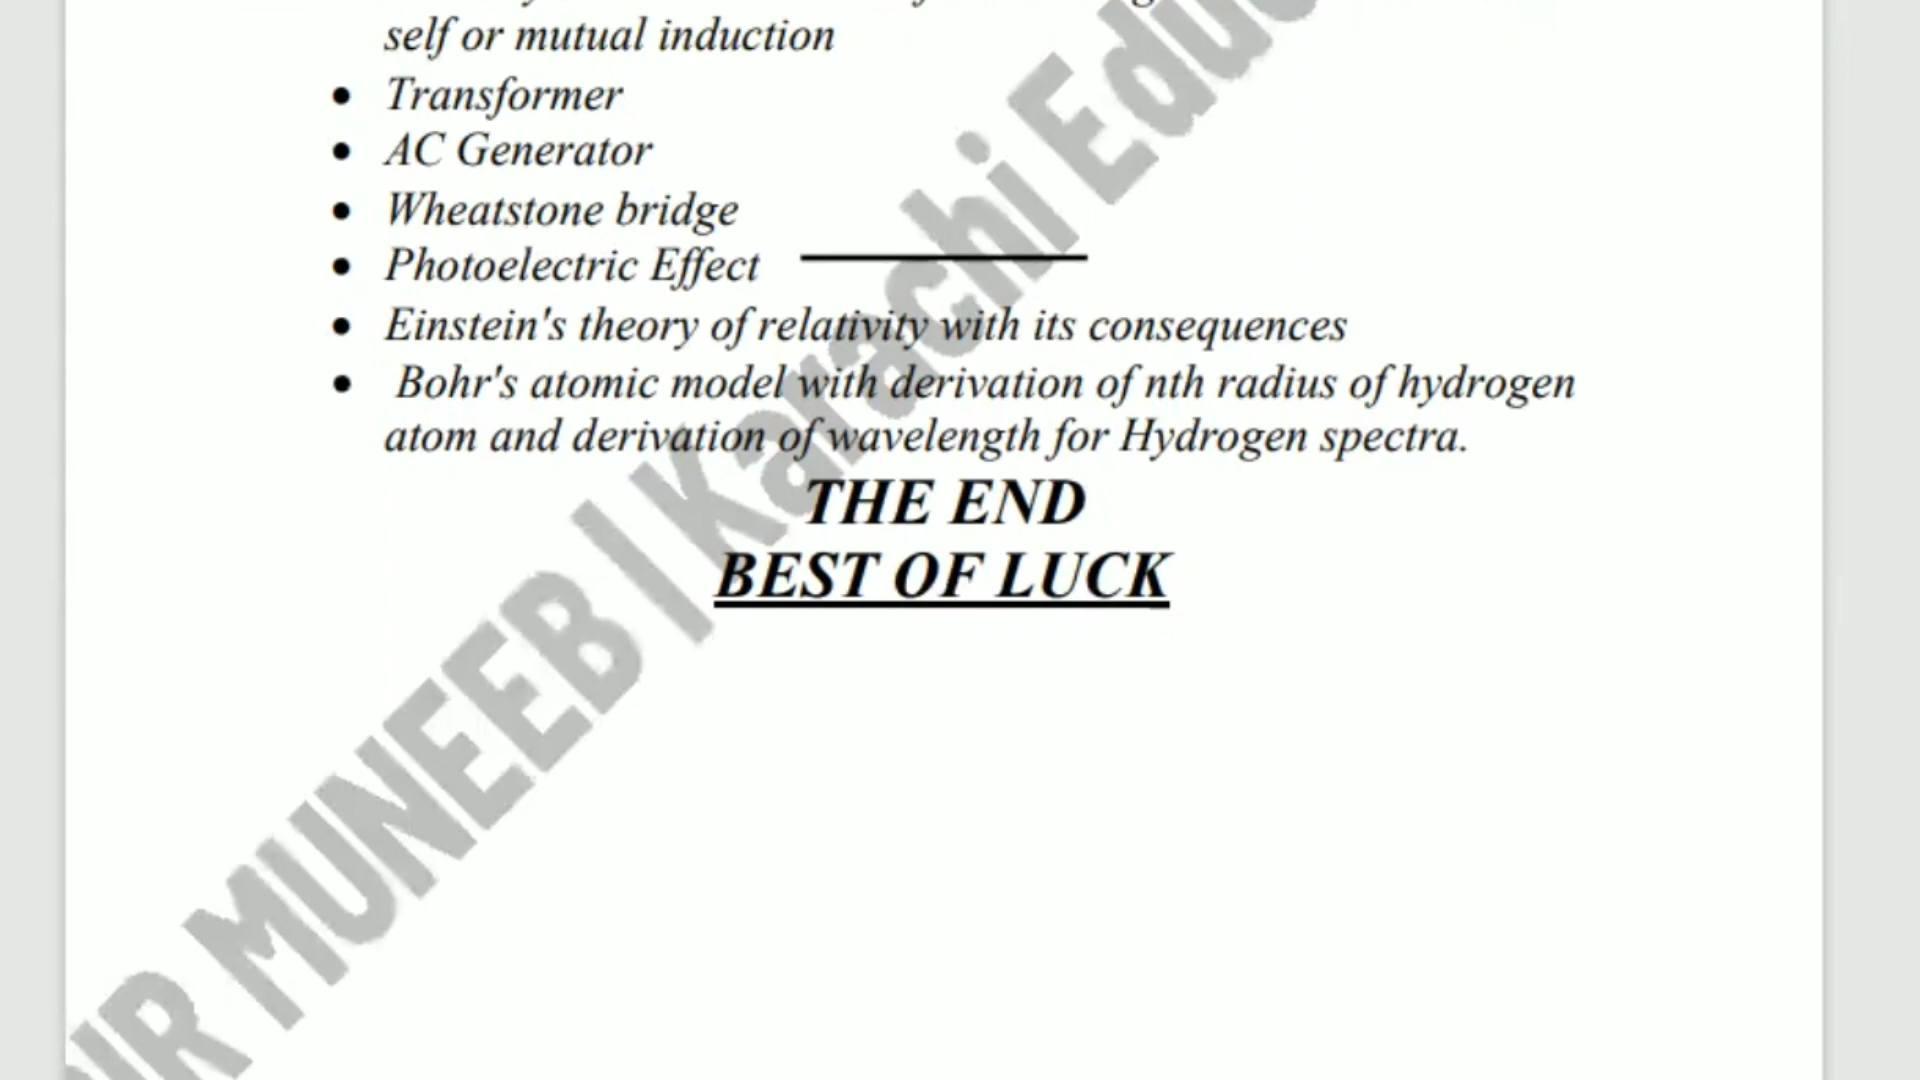 self or mutual induction
• Transformer
• AC Generator
• Wheatstone bridge
• Photoelectric Effect
• Einstein's theory of relativity with its consequences
• Bohr's atomic model with derivation of nth radius of hydrogen
atom and derivation of wavelength for Hydrogen spectra.
THE END
BEST OF LUCK
MUNEEB | Karachi